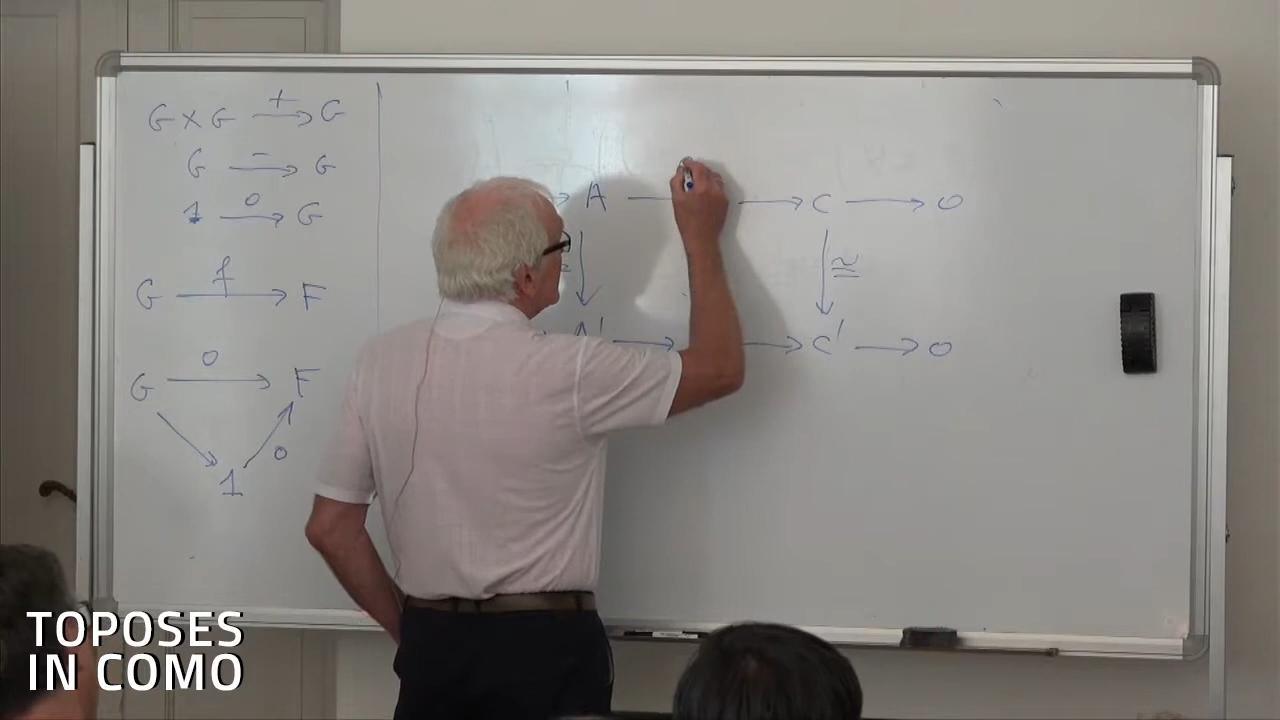 G × G →+ G
G →− G
1 →0 G
G →f F
G →0 F
1 0
→ A → → C → 0
↓ ↓ ≅
A' → → C' → 0
TOPOSES
IN COMO